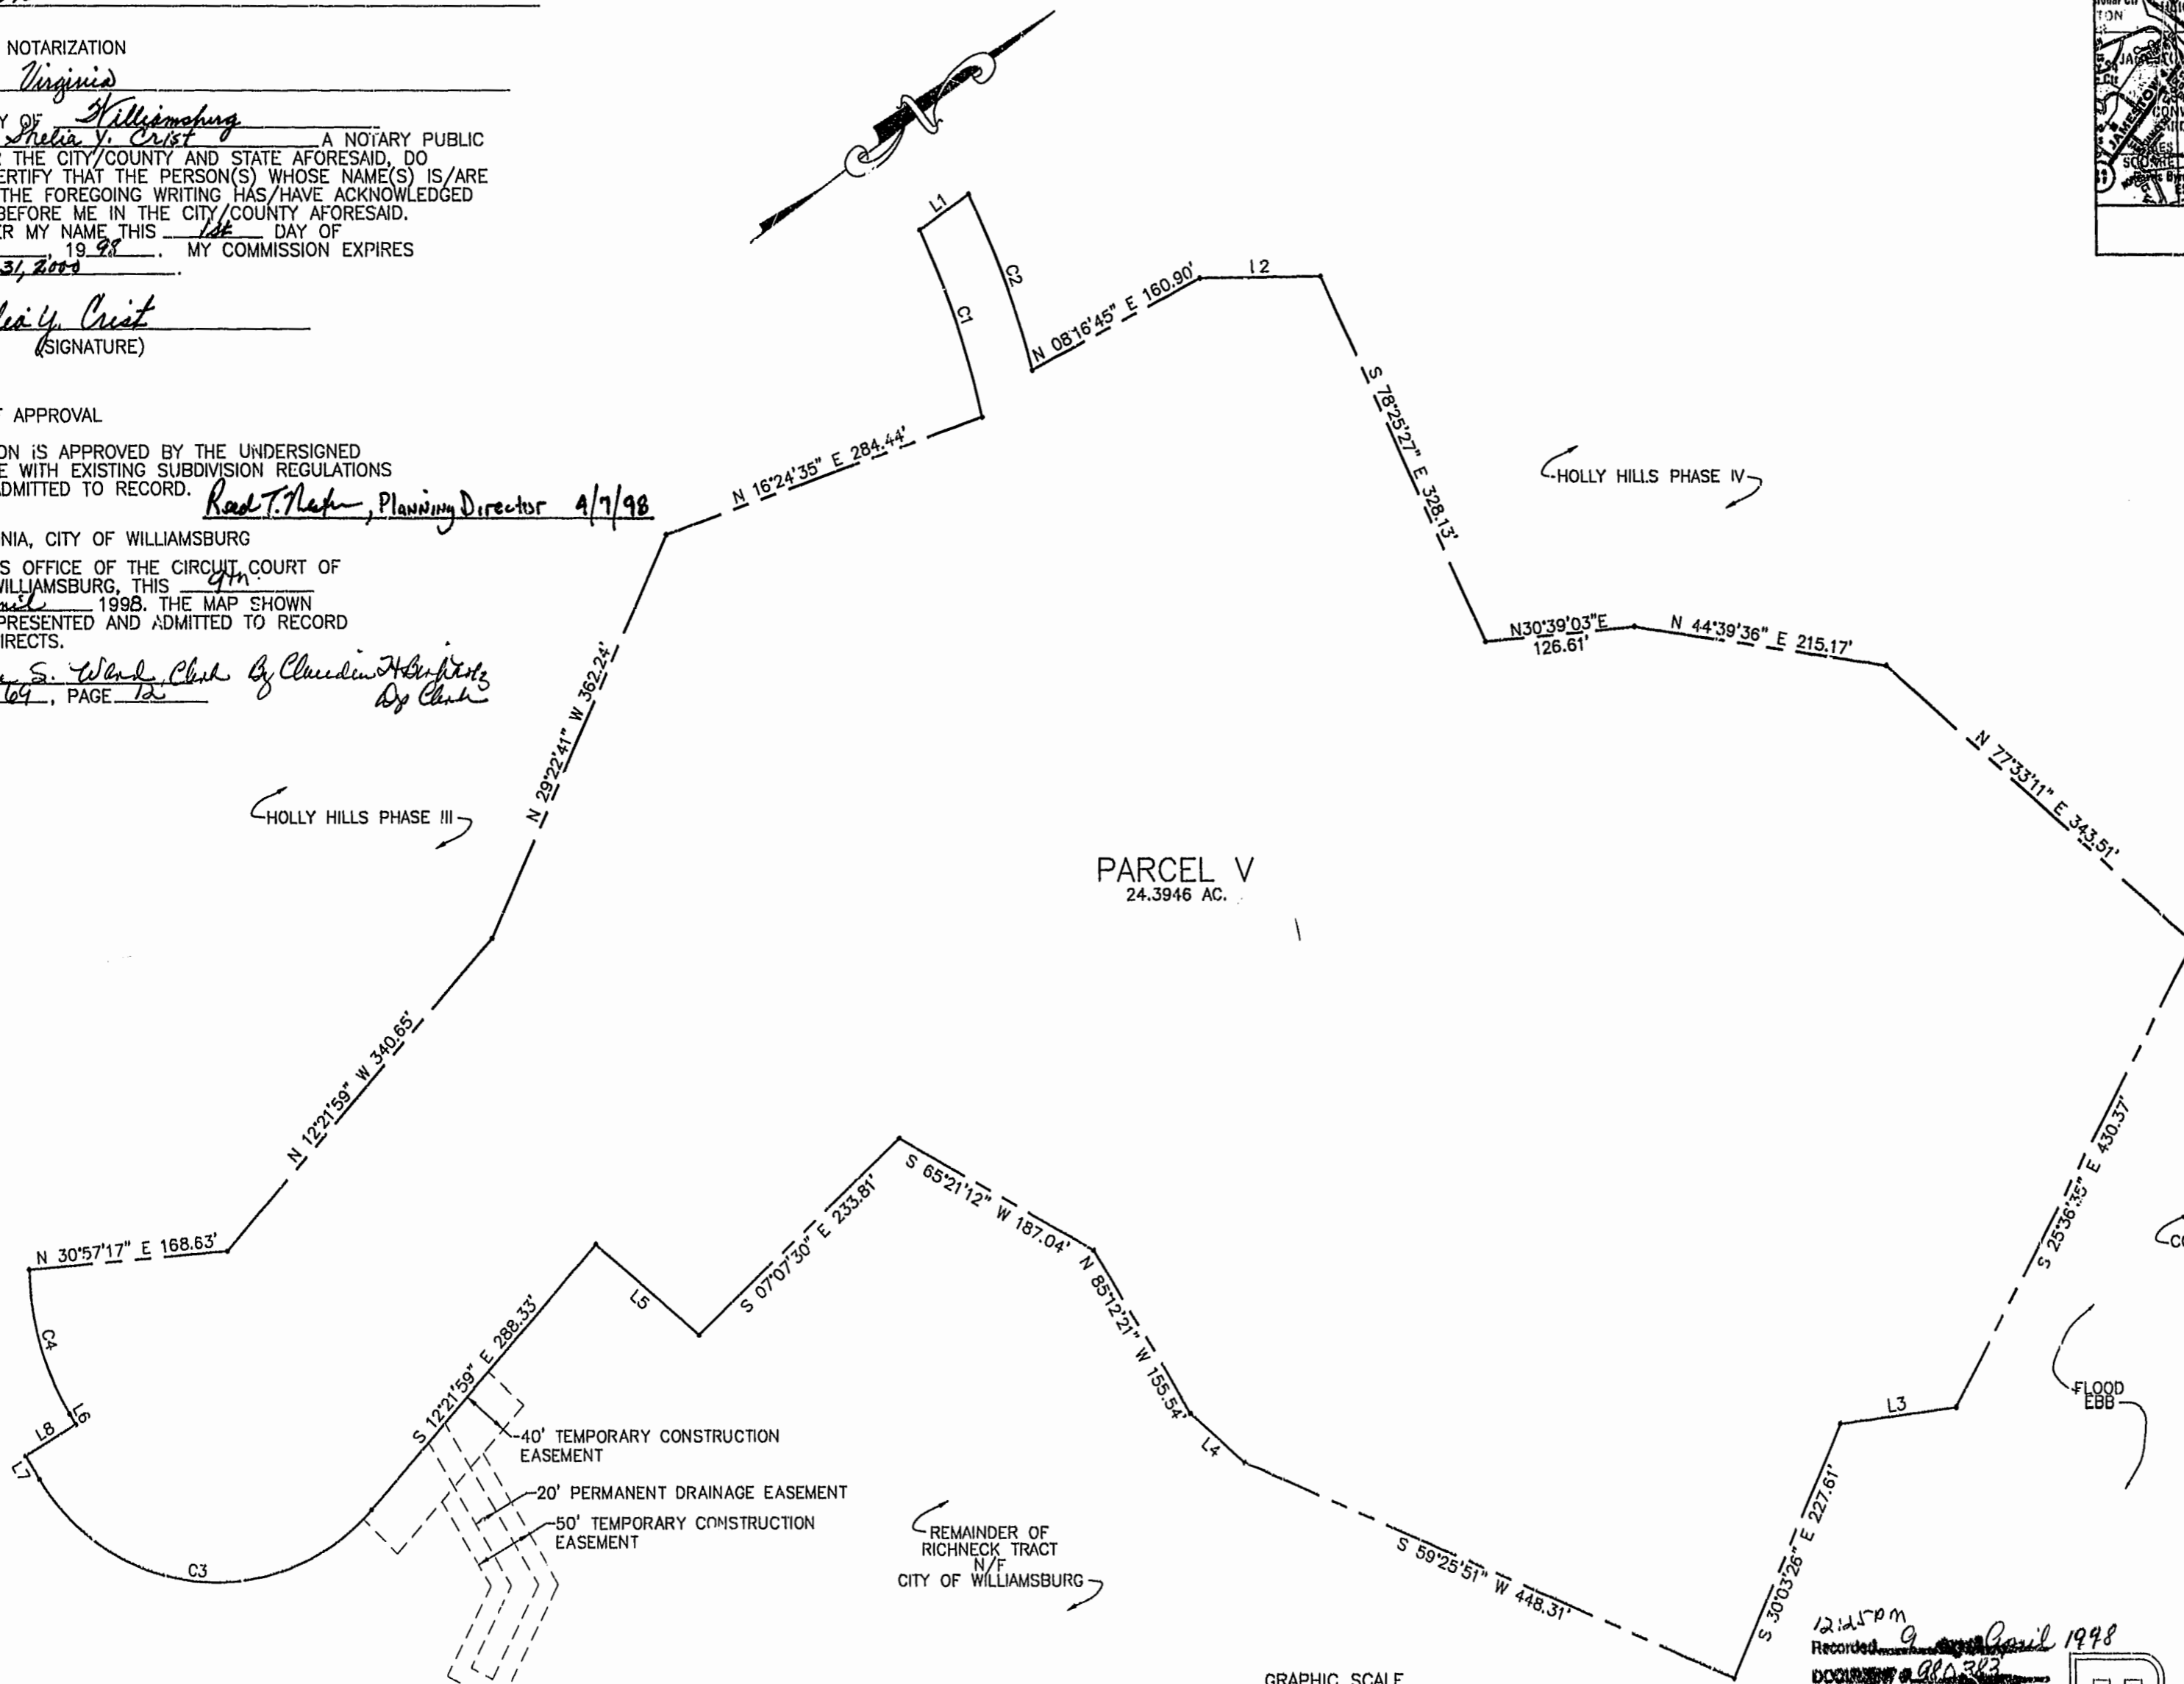 NOTARIZATION
Virginia
Y OF Williamsburg
Shelia Y. Crist A NOTARY PUBLIC
THE CITY/COUNTY AND STATE AFORESAID, DO
ERTIFY THAT THE PERSON(S) WHOSE NAME(S) IS/ARE
THE FOREGOING WRITING HAS/HAVE ACKNOWLEDGED
BEFORE ME IN THE CITY/COUNTY AFORESAID.
R MY NAME THIS 1st DAY OF
, 1998. MY COMMISSION EXPIRES
31, 2000.
Y. Crist
(SIGNATURE)
T APPROVAL
ON IS APPROVED BY THE UNDERSIGNED
E WITH EXISTING SUBDIVISION REGULATIONS
DMITTED TO RECORD.
Reed T. , Planning Director 4/7/98
NIA, CITY OF WILLIAMSBURG
S OFFICE OF THE CIRCUIT COURT OF
WILLIAMSBURG, THIS 9th
1998. THE MAP SHOWN
PRESENTED AND ADMITTED TO RECORD
IRECTS.
S. Ward, Clerk By Claudia
69, PAGE 12
Dp Clerk
L1
C2
C1
N 08°16'45" E 160.90'
L2
S 78°25'27" E 328.13'
N 16°24'35" E 284.44'
HOLLY HILLS PHASE IV
N30°39'03"E
126.61'
N 44°39'36" E 215.17'
N 77°33'11" E 343.51'
N 29°22'41" W 362.24'
HOLLY HILLS PHASE III
PARCEL V
24.3946 AC.
N 12°21'59" W 340.65'
N 30°57'17" E 168.63'
C4
L6
L8
L7
C3
S 12°21'59" E 288.33'
L5
S 07°07'30" E 233.81'
S 65°21'12" W 187.04'
N 85°12'21" W 155.54'
L4
S 59°25'51" W 448.31'
S 30°03'26" E 227.61'
L3
S 25°36'35" E 430.37'
FLOOD
EBB
40' TEMPORARY CONSTRUCTION
EASEMENT
20' PERMANENT DRAINAGE EASEMENT
50' TEMPORARY CONSTRUCTION
EASEMENT
REMAINDER OF
RICHNECK TRACT
N/F
CITY OF WILLIAMSBURG
GRAPHIC SCALE
12:25pm
Recorded 9 April 1998
DOCUMENT # 980383